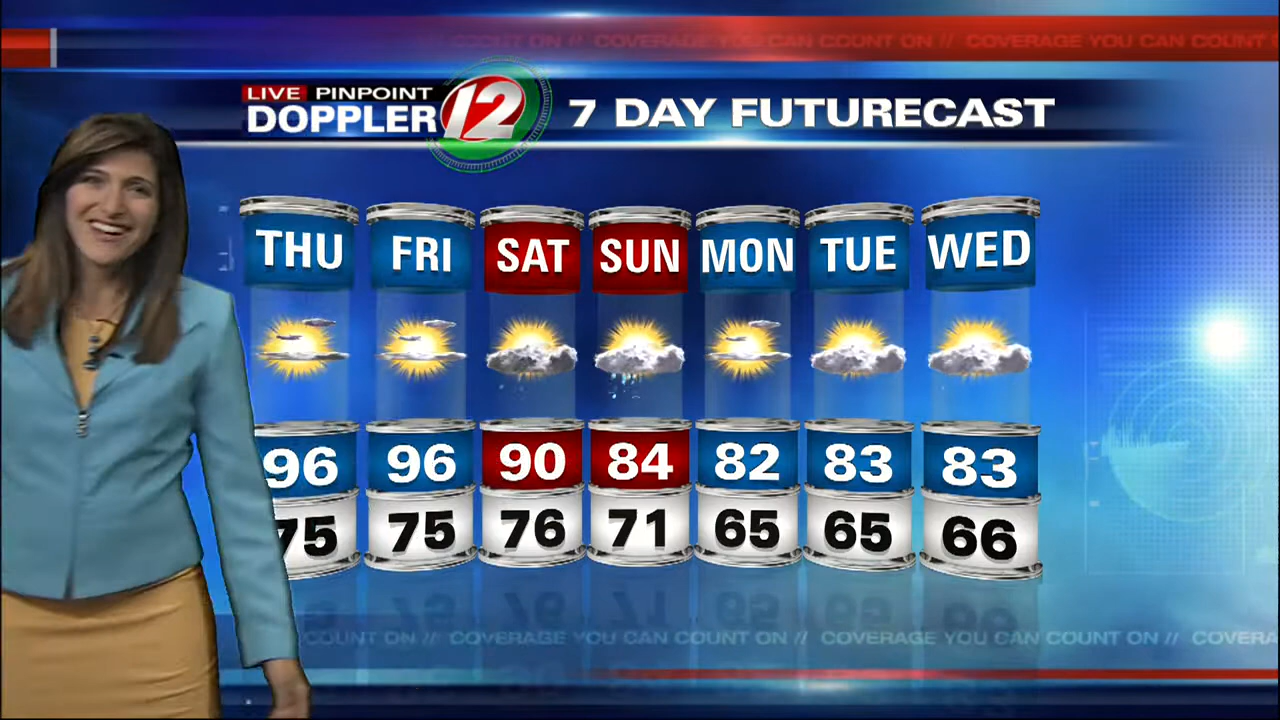 COUNT ON // COVERAGE YOU CAN COUNT ON // COVERAGE YOU CAN COUNT
LIVE PINPOINT
DOPPLER 12
7 DAY FUTURECAST
THU FRI SAT SUN MON TUE WED
96 96 90 84 82 83 83
75 75 76 71 65 65 66
COUNT ON // COVERAGE YOU CAN COUNT ON // COVERAGE YOU CAN COUNT ON // COVERA